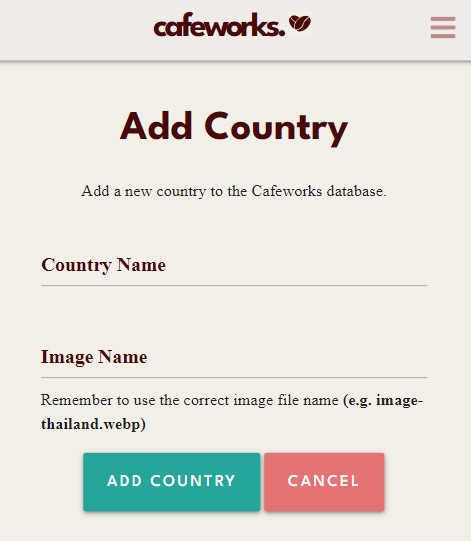 cafeworks.
Add Country
Add a new country to the Cafeworks database.
Country Name
Image Name
Remember to use the correct image file name (e.g. image-
thailand.webp)
ADD COUNTRY CANCEL